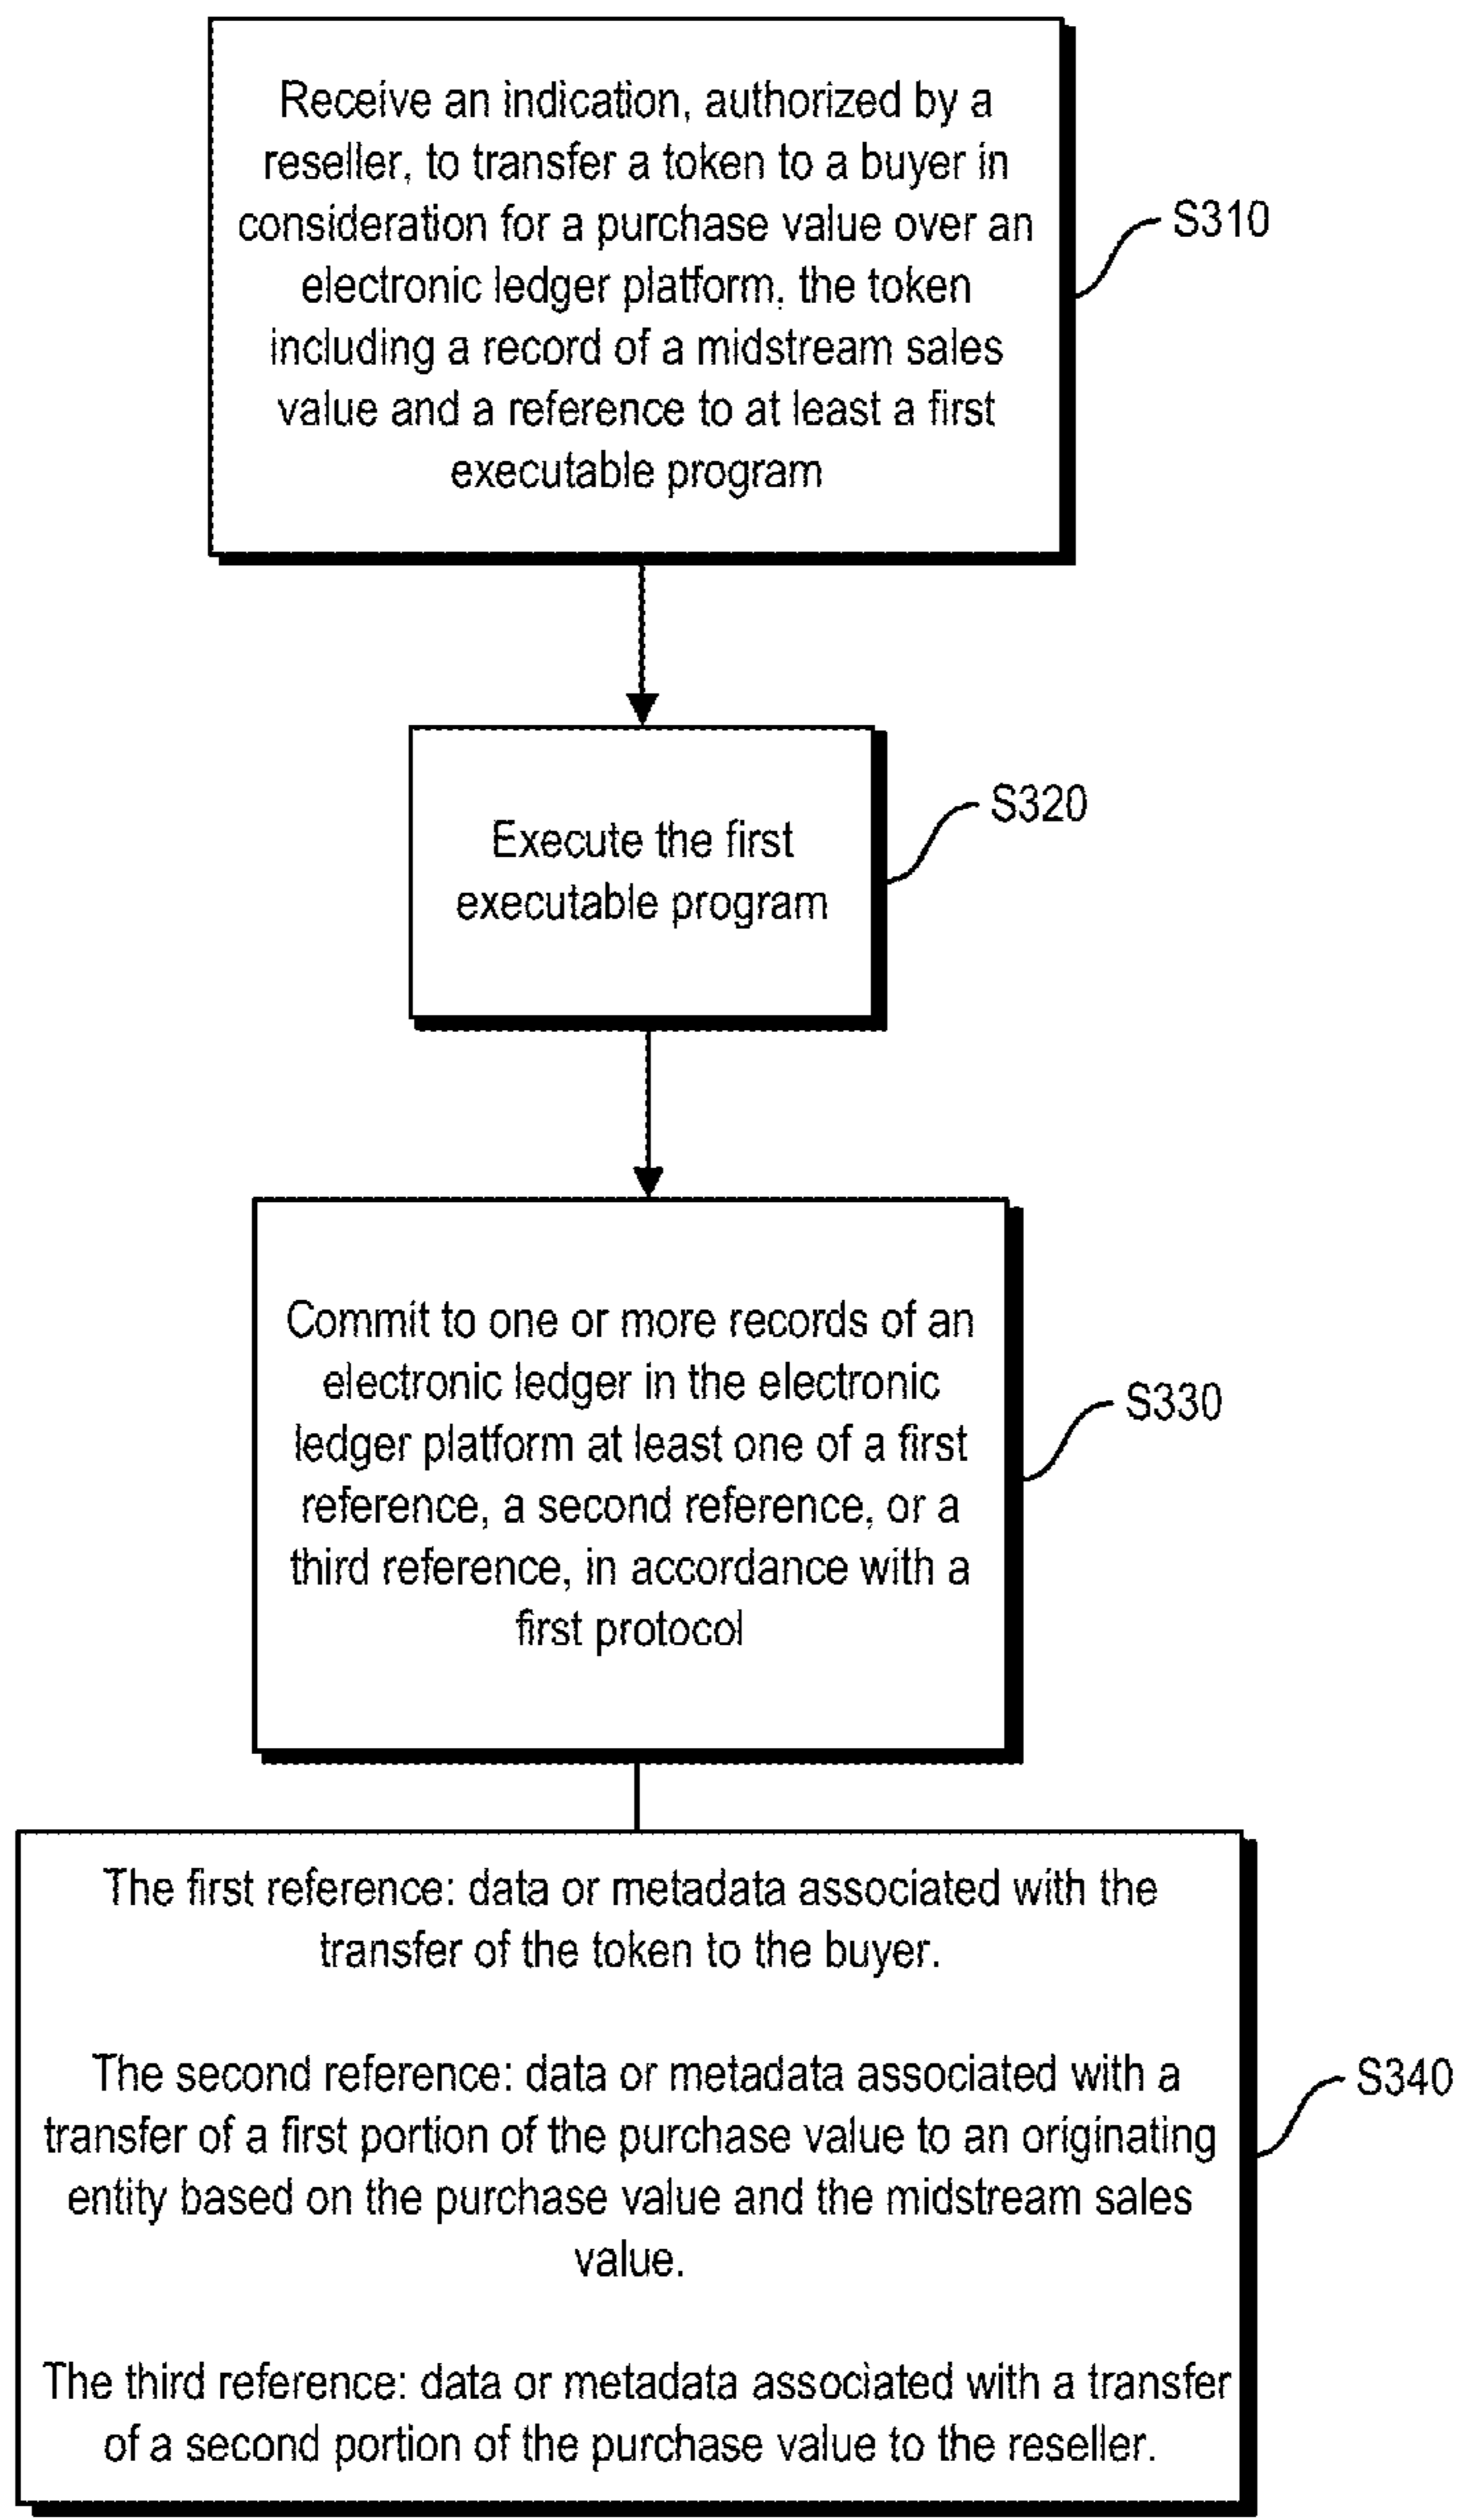 Receive an indication, authorized by a
reseller, to transfer a token to a buyer in
consideration for a purchase value over an
electronic ledger platform, the token
including a record of a midstream sales
value and a reference to at least a first
executable program
S310
Execute the first
executable program
S320
Commit to one or more records of an
electronic ledger in the electronic
ledger platform at least one of a first
reference, a second reference, or a
third reference, in accordance with a
first protocol
S330
The first reference: data or metadata associated with the
transfer of the token to the buyer.
The second reference: data or metadata associated with a
transfer of a first portion of the purchase value to an originating
entity based on the purchase value and the midstream sales
value.
The third reference: data or metadata associated with a transfer
of a second portion of the purchase value to the reseller.
S340